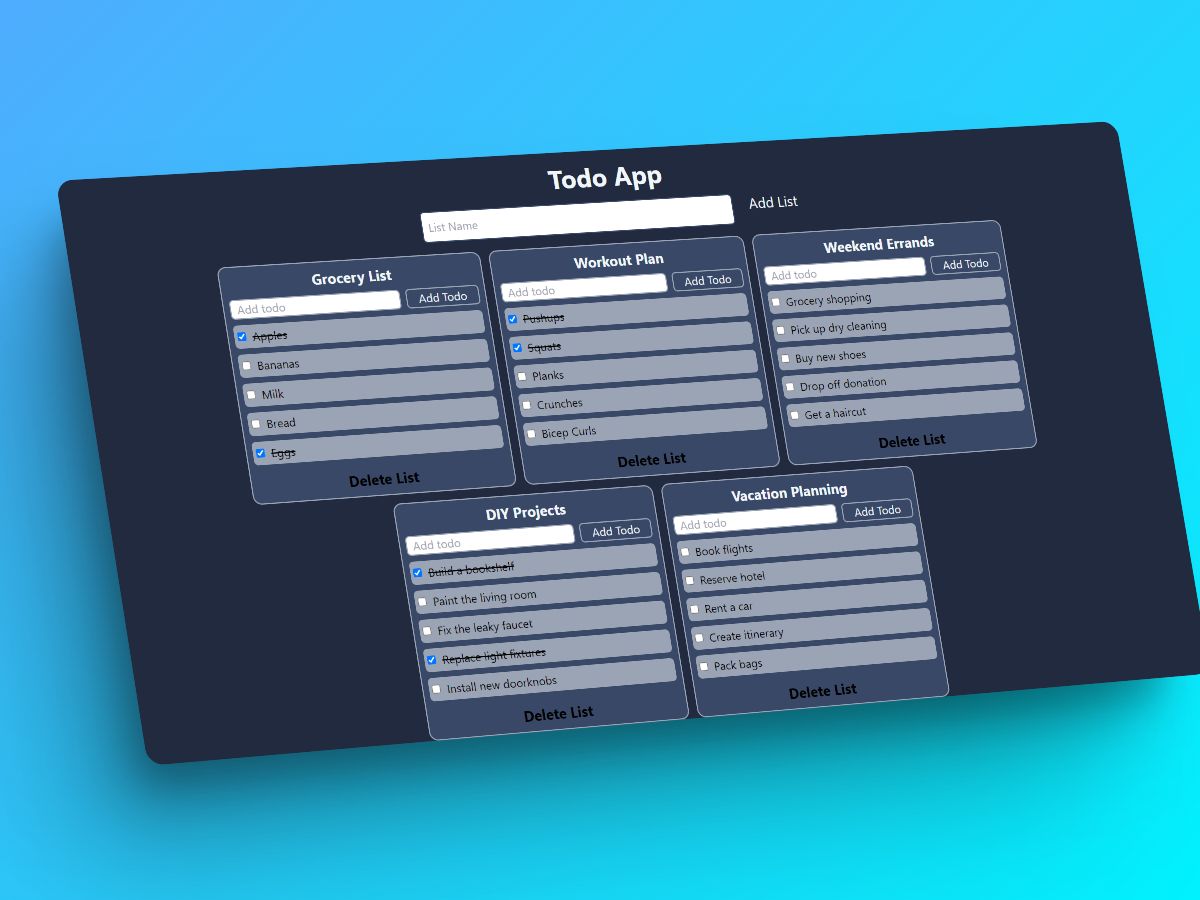 Todo App
List Name
Add List
Grocery List
Add todo
Add Todo
Apples
Bananas
Milk
Bread
Eggs
Delete List
Workout Plan
Add todo
Add Todo
Pushups
Squats
Planks
Crunches
Bicep Curls
Delete List
Weekend Errands
Add todo
Add Todo
Grocery shopping
Pick up dry cleaning
Buy new shoes
Drop off donation
Get a haircut
Delete List
DIY Projects
Add todo
Add Todo
Build a bookshelf
Paint the living room
Fix the leaky faucet
Replace light fixtures
Install new doorknobs
Delete List
Vacation Planning
Add todo
Add Todo
Book flights
Reserve hotel
Rent a car
Create itinerary
Pack bags
Delete List